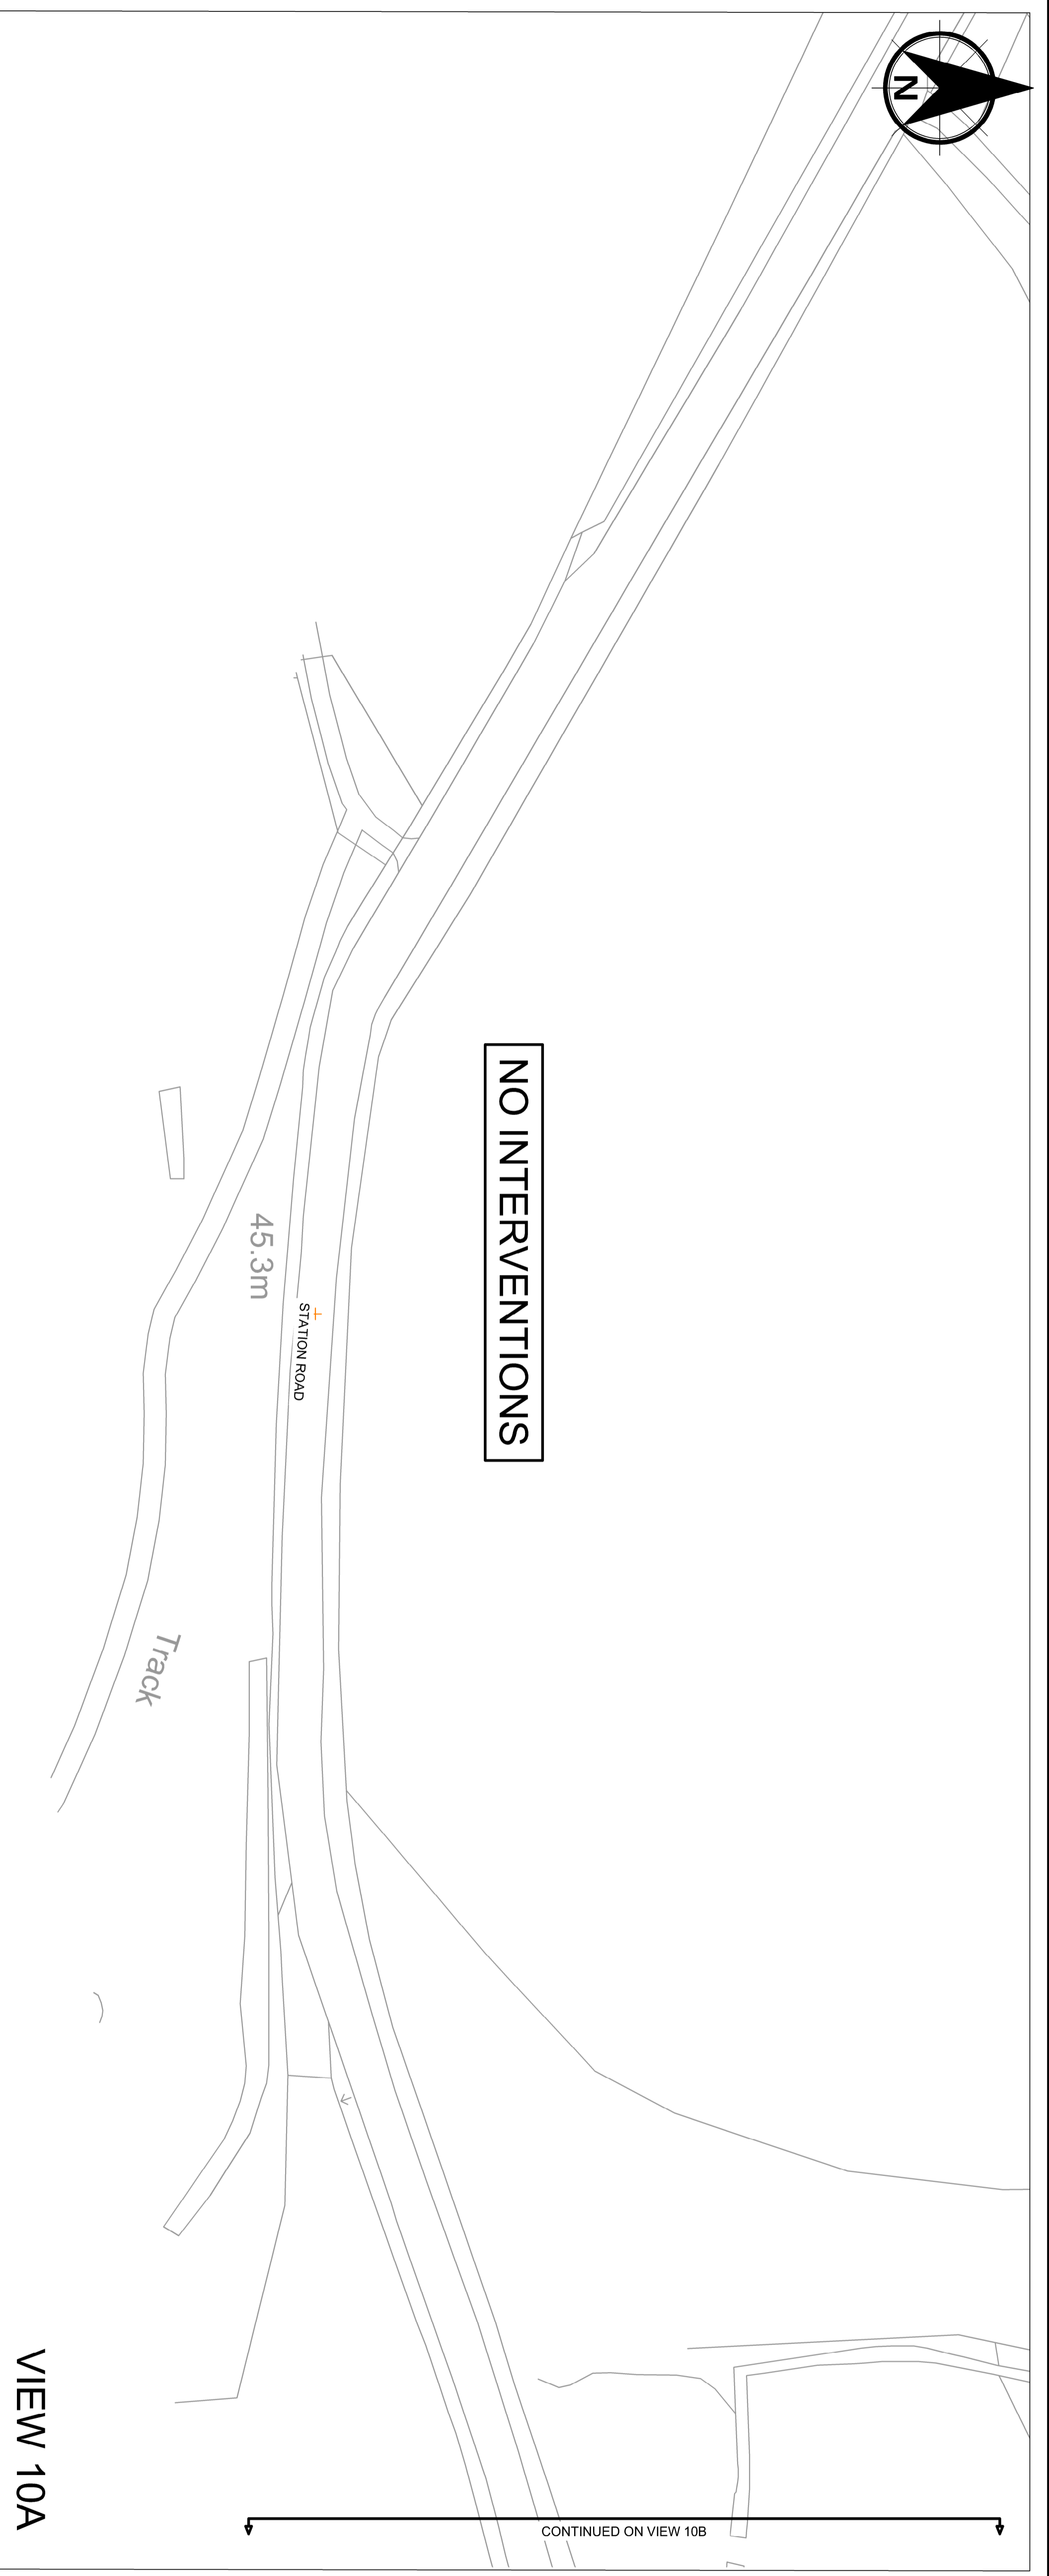 N
NO INTERVENTIONS
45.3m
STATION ROAD
Track
CONTINUED ON VIEW 10B
VIEW 10A